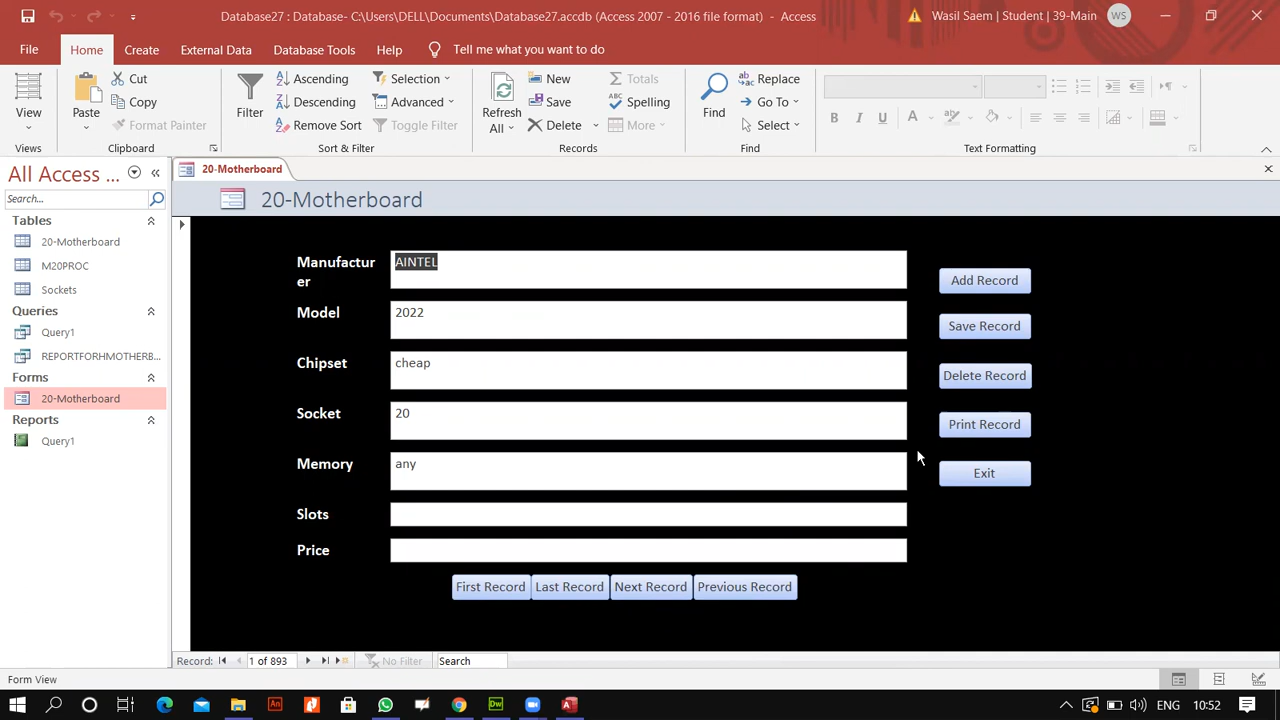 Database27 : Database- C:\Users\DELL\Documents\Database27.accdb (Access 2007 - 2016 file format) - Access
Wasil Saem | Student | 39-Main
WS
File
Home
Create
External Data
Database Tools
Help
Tell me what you want to do
View
Views
Paste
Cut
Copy
Format Painter
Clipboard
Filter
Ascending
Descending
Remove Sort
Selection
Advanced
Toggle Filter
Sort & Filter
Refresh
All
New
Save
Delete
Totals
Spelling
More
Records
Find
Replace
Go To
Select
Find
B I U
A
Text Formatting
All Access ...
Search...
Tables
20-Motherboard
M20PROC
Sockets
Queries
Query1
REPORTFORHMOTHERB...
Forms
20-Motherboard
Reports
Query1
20-Motherboard
20-Motherboard
Manufactur
er
AINTEL
Model
2022
Chipset
cheap
Socket
20
Memory
any
Slots
Price
Add Record
Save Record
Delete Record
Print Record
Exit
First Record
Last Record
Next Record
Previous Record
Record:
1 of 893
No Filter
Search
Form View
An
Dw
ENG
10:52